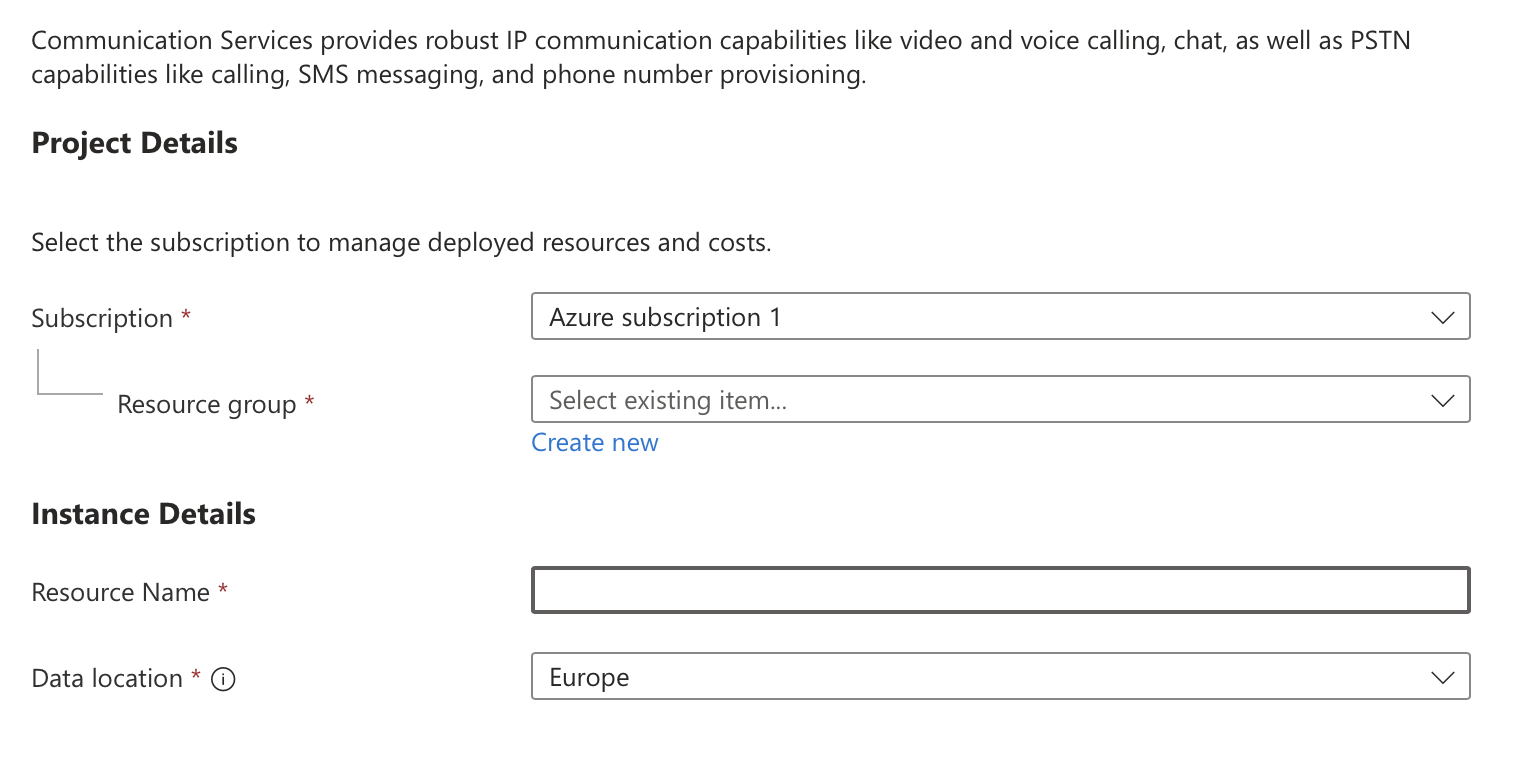 Communication Services provides robust IP communication capabilities like video and voice calling, chat, as well as PSTN
capabilities like calling, SMS messaging, and phone number provisioning.
Project Details
Select the subscription to manage deployed resources and costs.
Subscription *
Azure subscription 1
Resource group *
Select existing item...
Create new
Instance Details
Resource Name *
Data location *
Europe